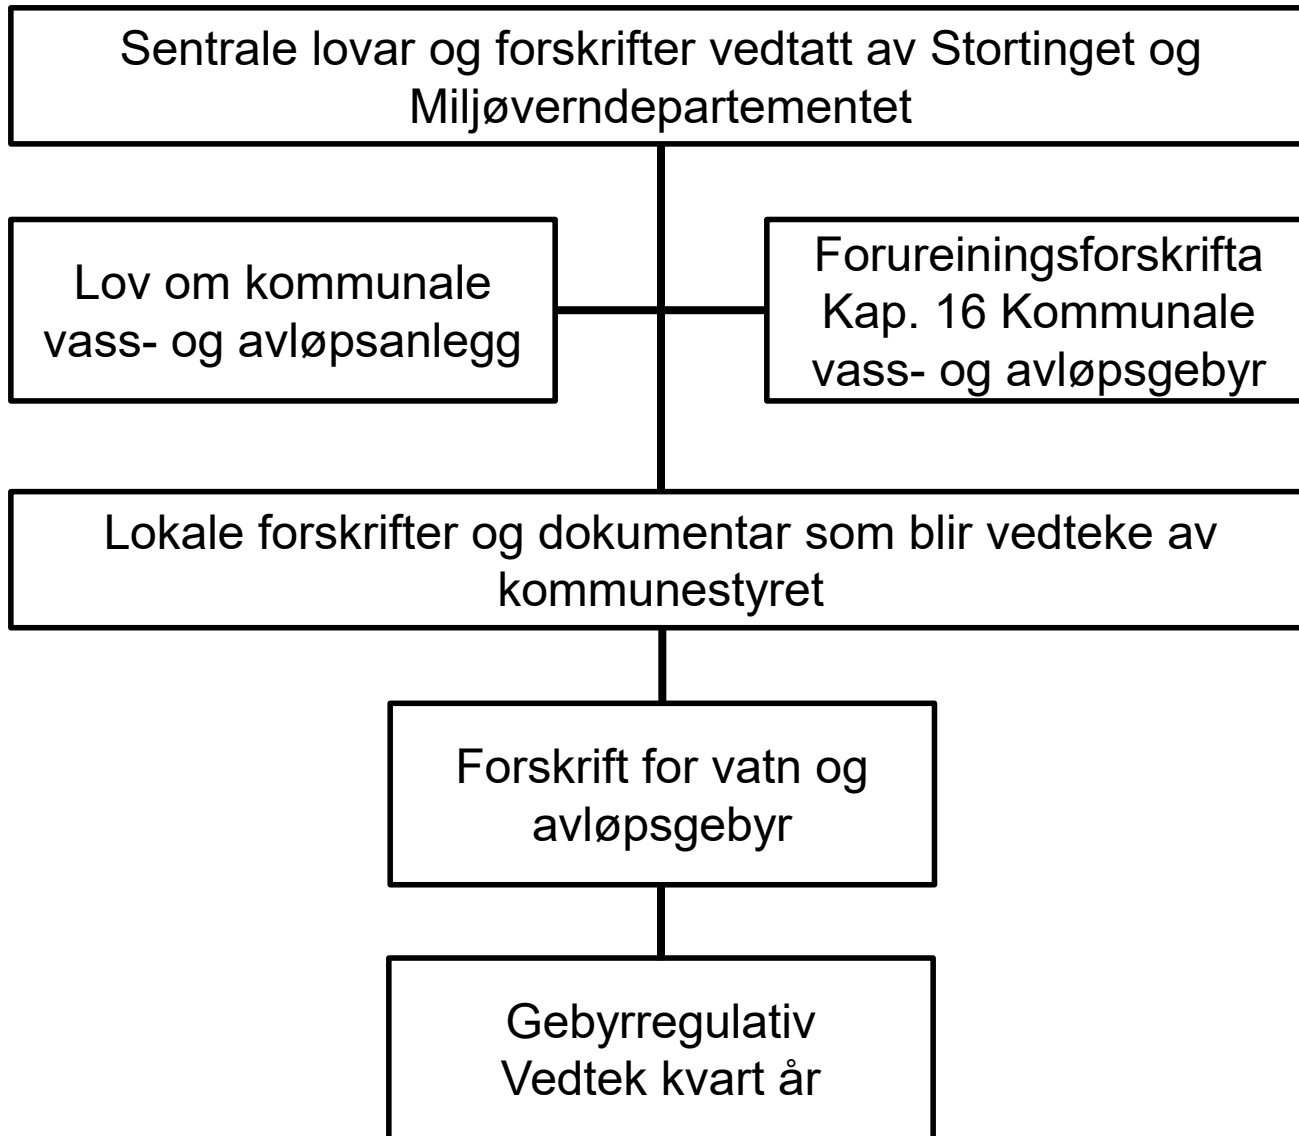 Sentrale lovar og forskrifter vedtatt av Stortinget og
Miljøverndepartementet
Lov om kommunale
vass- og avløpsanlegg
Forureiningsforskrifta
Kap. 16 Kommunale
vass- og avløpsgebyr
Lokale forskrifter og dokumentar som blir vedteke av
kommunestyret
Forskrift for vatn og
avløpsgebyr
Gebyrregulativ
Vedtek kvart år